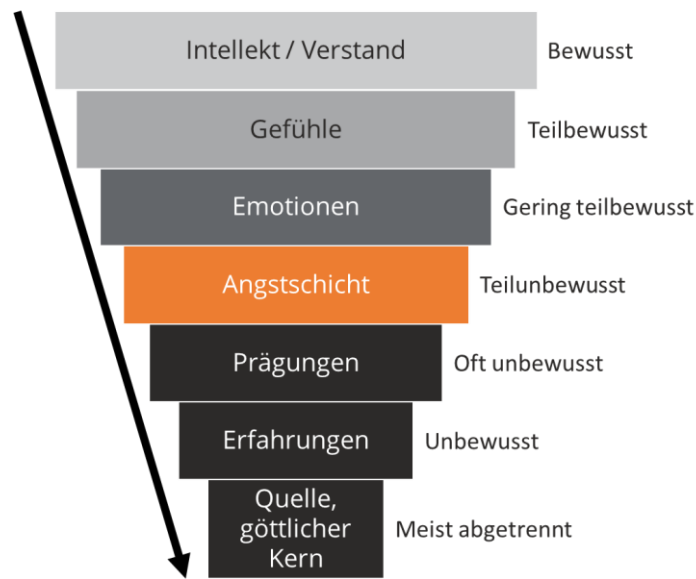 Intellekt / Verstand
Bewusst
Gefühle
Teilbewusst
Emotionen
Gering teilbewusst
Angstschicht
Teilunbewusst
Prägungen
Oft unbewusst
Erfahrungen
Unbewusst
Quelle,
göttlicher
Kern
Meist abgetrennt